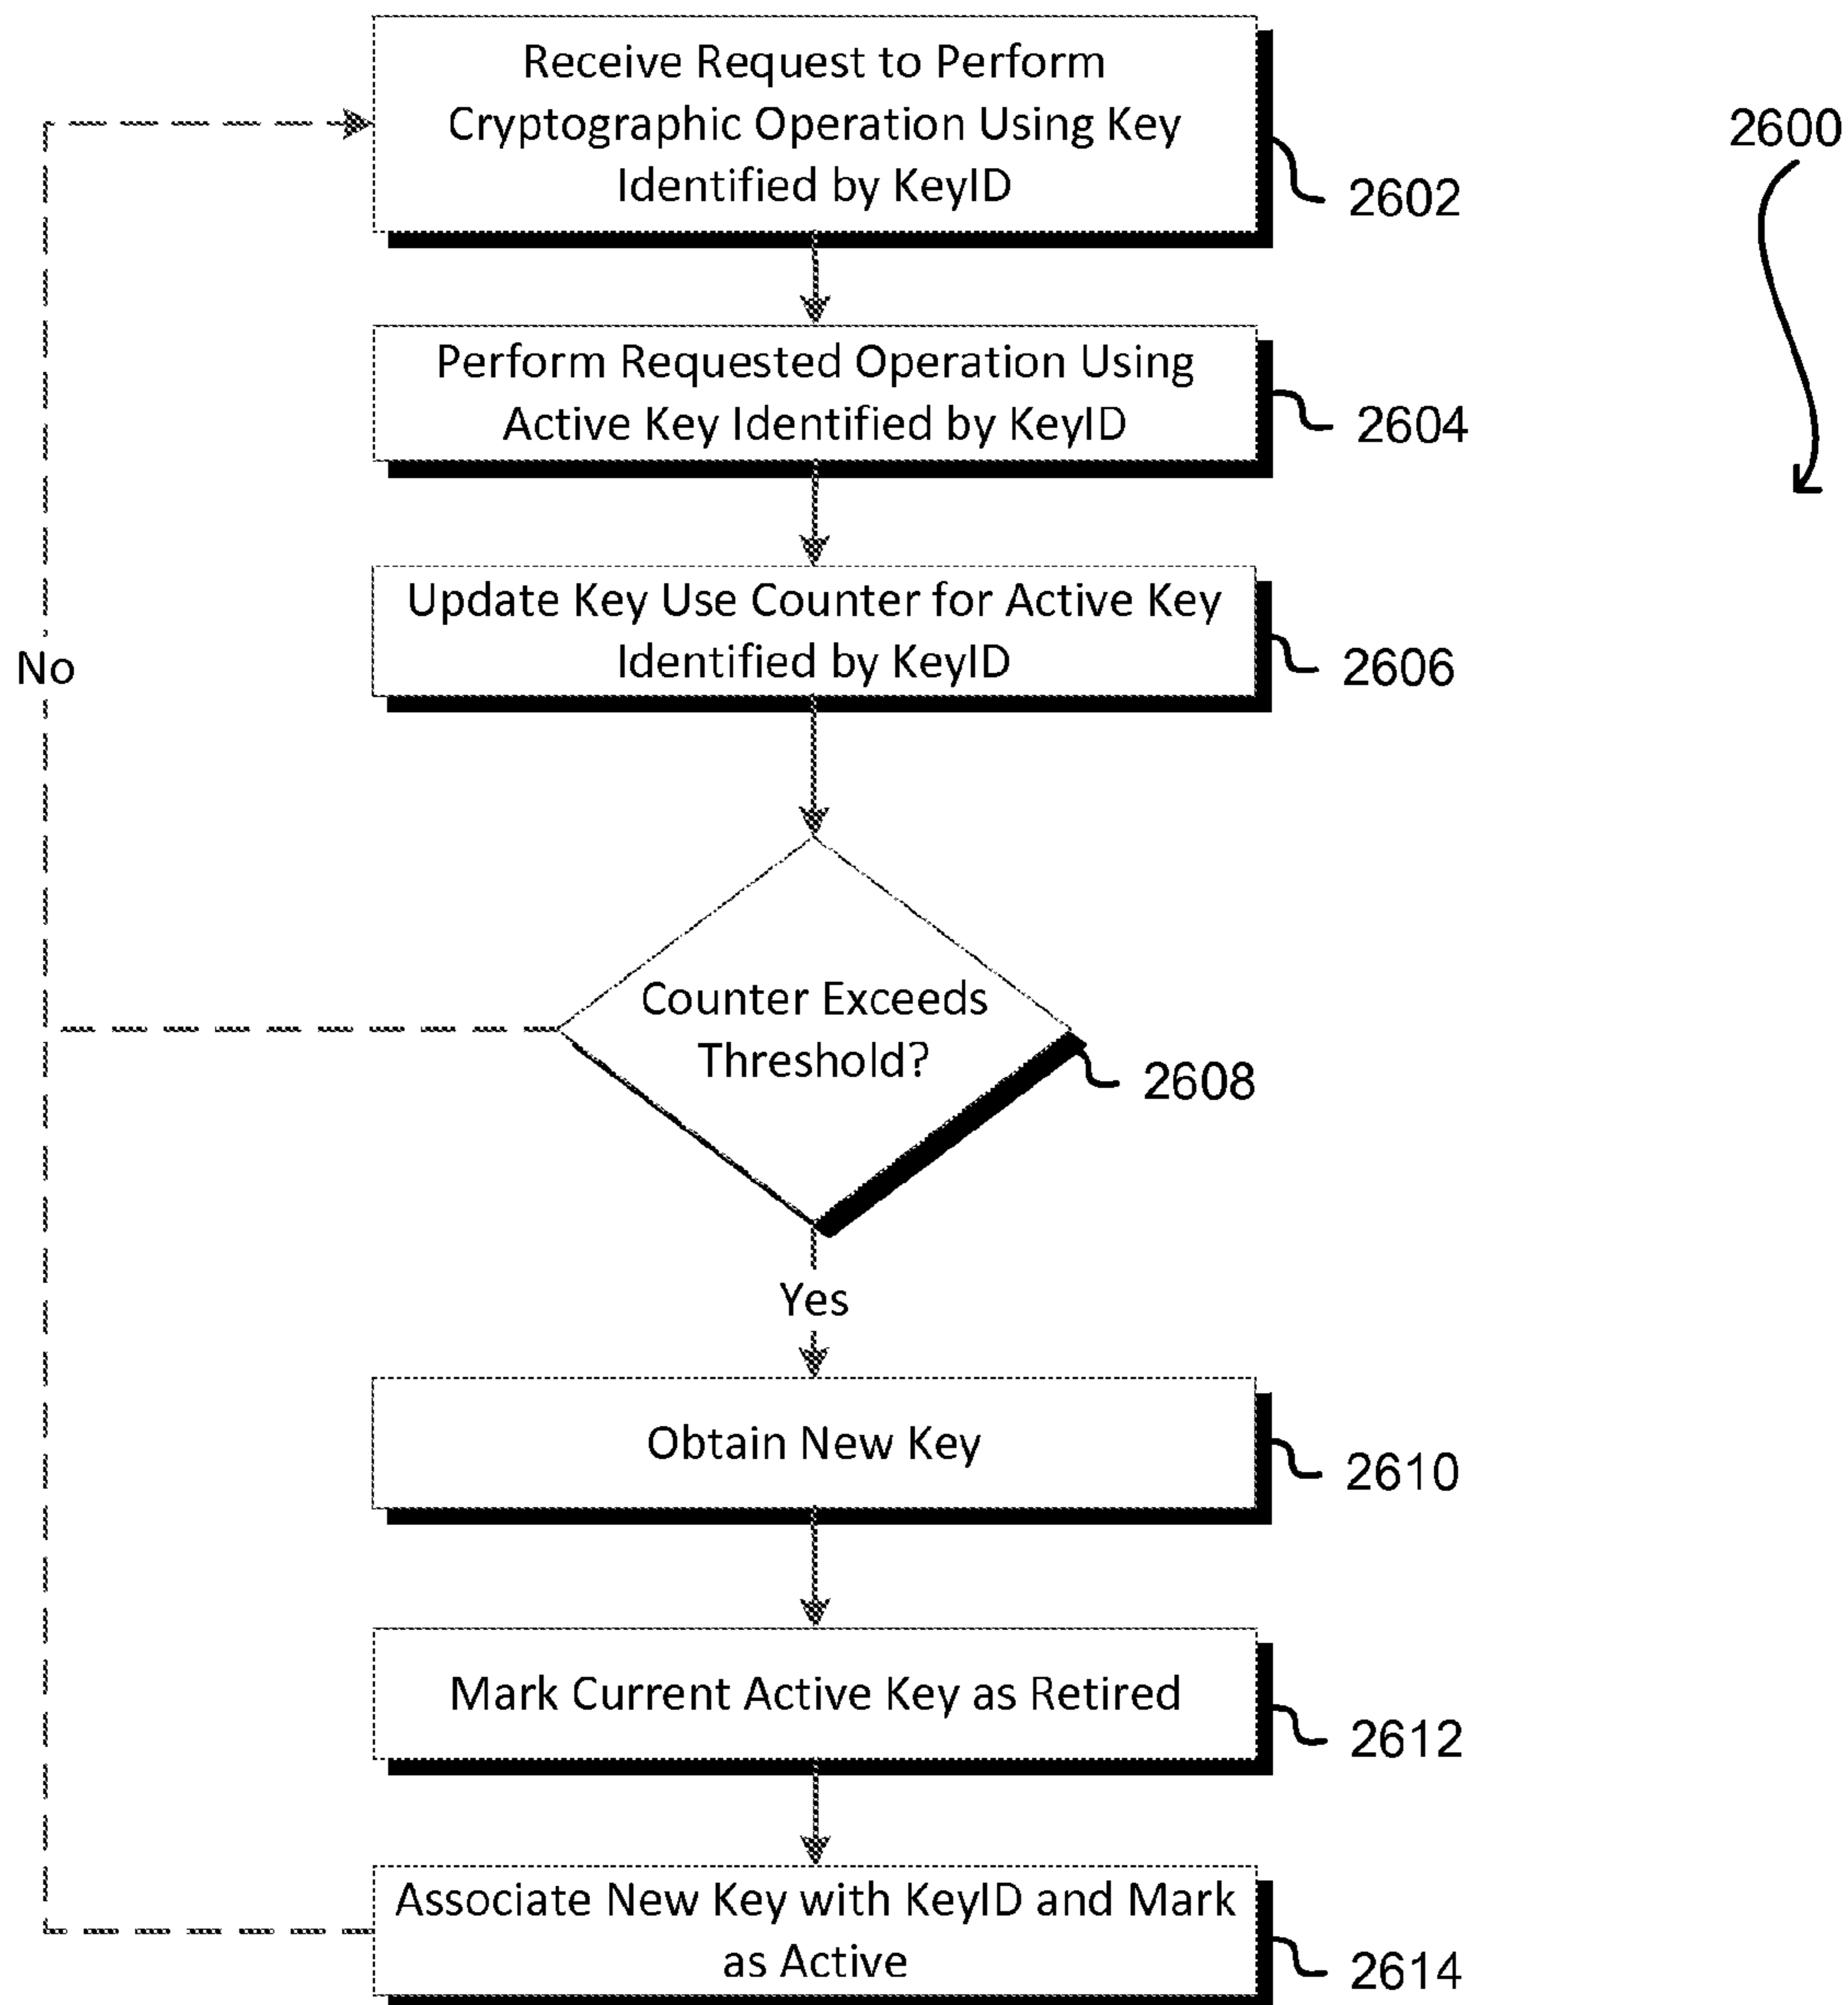 Receive Request to Perform
Cryptographic Operation Using Key
Identified by KeyID
2602
2600
Perform Requested Operation Using
Active Key Identified by KeyID
2604
Update Key Use Counter for Active Key
Identified by KeyID
2606
No
Counter Exceeds
Threshold?
2608
Yes
Obtain New Key
2610
Mark Current Active Key as Retired
2612
Associate New Key with KeyID and Mark
as Active
2614